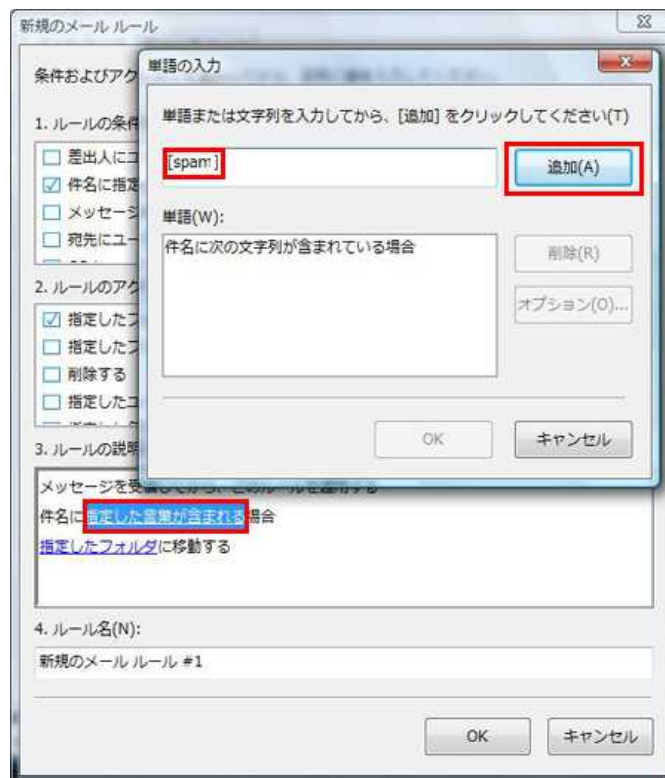 新規のメール ルール
条件およびアク
単語の入力
1. ルールの条件
単語または文字列を入力してから、[追加] をクリックしてください(T)
差出人にユ
[spam]
追加(A)
件名に指定
メッセージ
宛先にユー
単語(W):
件名に次の文字列が含まれている場合
削除(R)
オプション(O)...
2. ルールのアク
指定したフ
指定したフ
削除する
指定したユ
OK
キャンセル
3. ルールの説明
メッセージを受信してから、このルールを適用する
件名に指定した言葉が含まれる場合
指定したフォルダに移動する
4. ルール名(N):
新規のメール ルール #1
OK
キャンセル